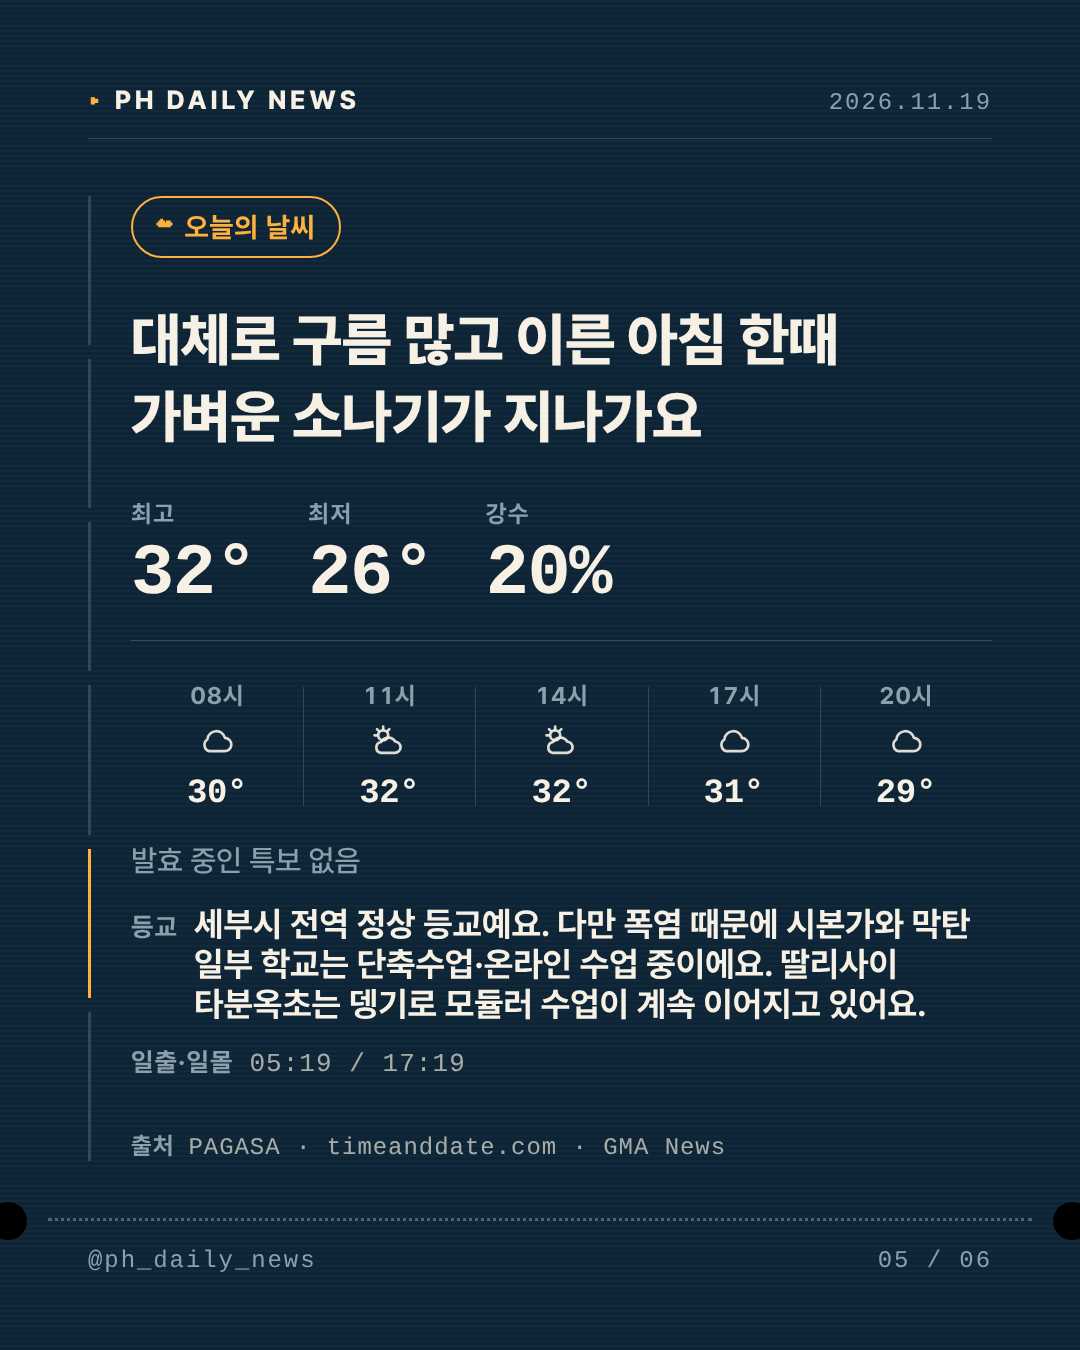 PH DAILY NEWS
2026.11.19
오늘의 날씨
대체로 구름 많고 이른 아침 한때
가벼운 소나기가 지나가요
최고 최저 강수
32° 26° 20%
08시 11시 14시 17시 20시
30° 32° 32° 31° 29°
발효 중인 특보 없음
등교 세부시 전역 정상 등교예요. 다만 폭염 때문에 시본가와 막탄
일부 학교는 단축수업·온라인 수업 중이에요. 딸리사이
타분옥초는 뎅기로 모듈러 수업이 계속 이어지고 있어요.
일출·일몰 05:19 / 17:19
출처 PAGASA · timeanddate.com · GMA News
@ph_daily_news
05 / 06